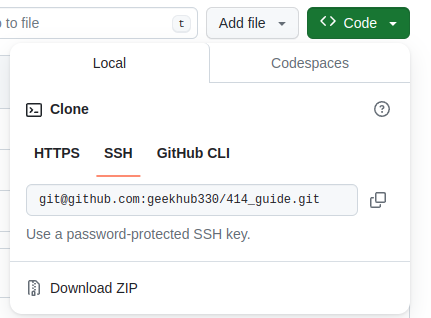 to file
t
Add file
Code
Local
Codespaces
Clone
HTTPS
SSH
GitHub CLI
git@github.com:geekhub330/414_guide.git
Use a password-protected SSH key.
Download ZIP